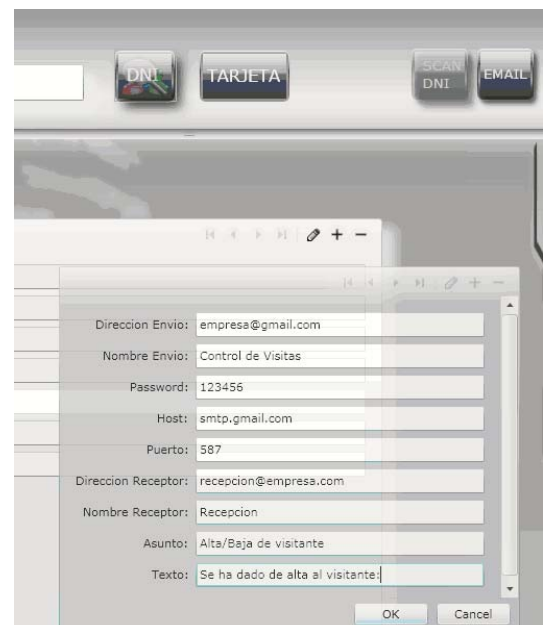 DNI
TARJETA
SCAN
DNI
EMAIL
Direccion Envio: empresa@gmail.com
Nombre Envio: Control de Visitas
Password: 123456
Host: smtp.gmail.com
Puerto: 587
Direccion Receptor: recepcion@empresa.com
Nombre Receptor: Recepcion
Asunto: Alta/Baja de visitante
Texto: Se ha dado de alta al visitante:
OK Cancel